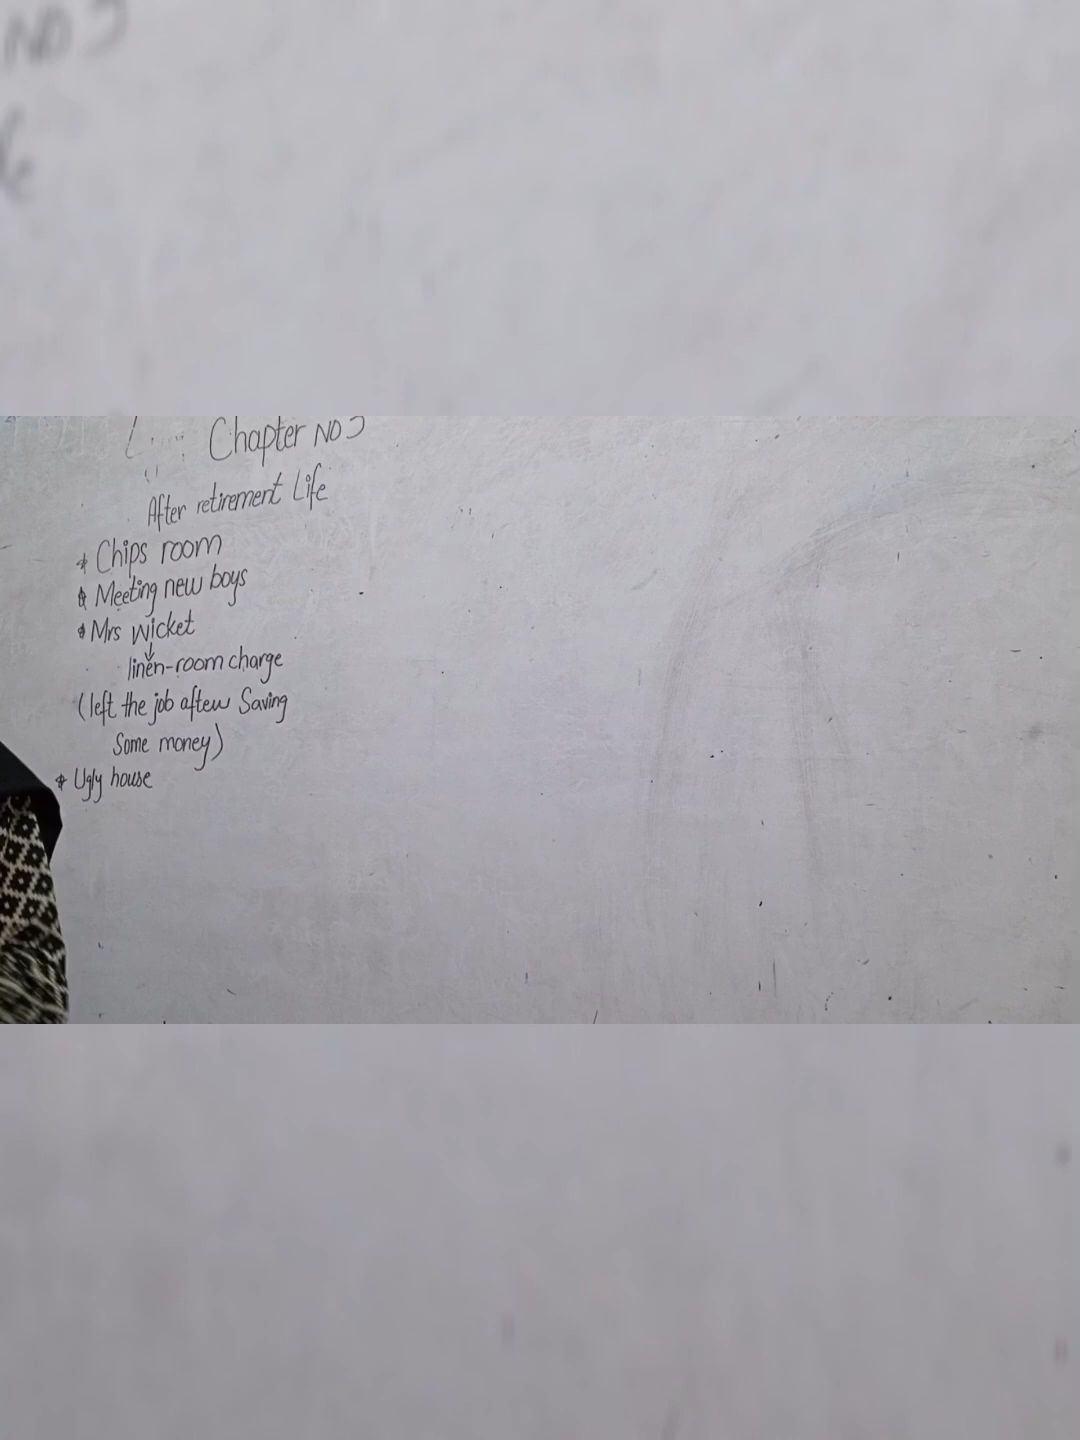 Chapter NO 3
After retirement Life
* Chips room
* Meeting new boys
* Mrs Wicket
↓
linen-room charge
(left the job after Saving
Some money)
* Ugly house